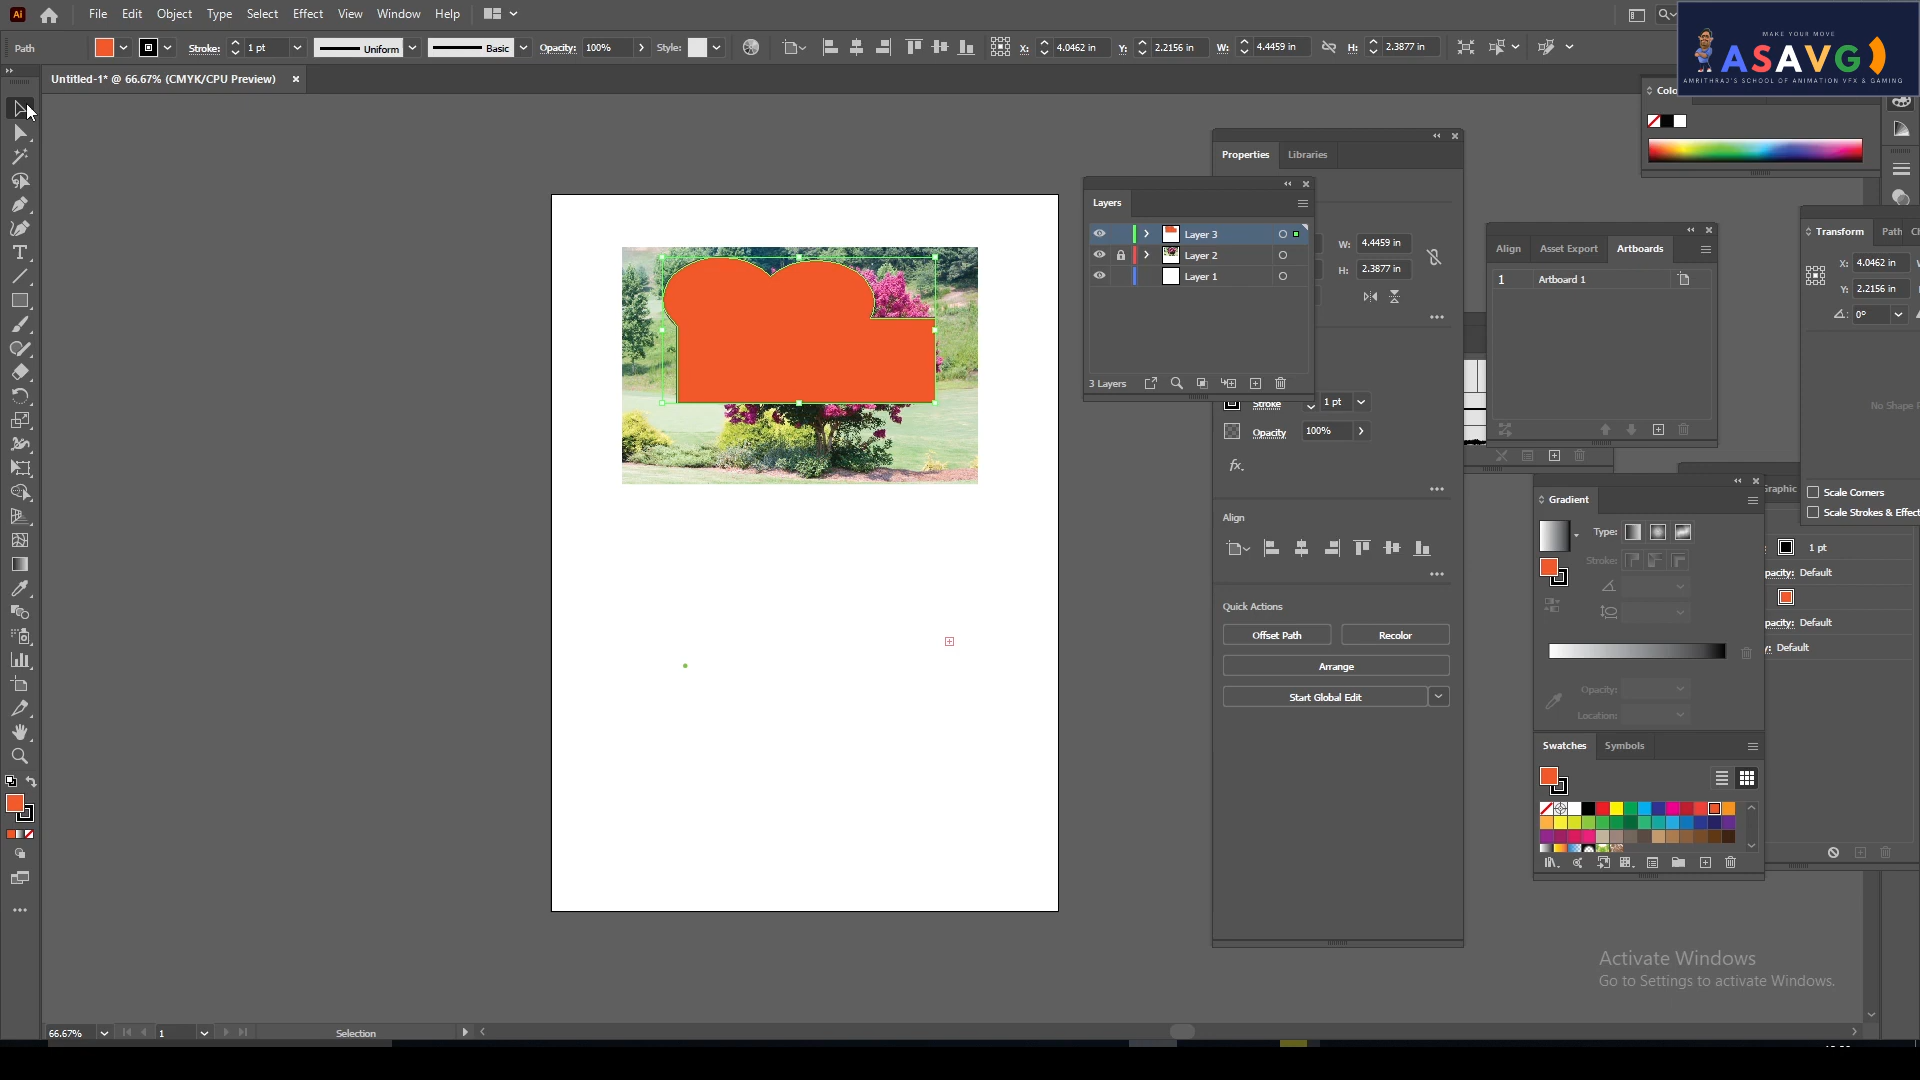 Ai File Edit Object Type Select Effect View Window Help
MAKE YOUR MOVE
ASAVG
AMRITHRAJ'S SCHOOL OF ANIMATION VFX & GAMING
Path Stroke: 1 pt Uniform Basic Opacity: 100% Style: X: 4.0462 in Y: 2.2156 in W: 4.4459 in H: 2.3877 in
Untitled-1* @ 66.67% (CMYK/CPU Preview)
Colo
Properties Libraries
Layers
Layer 3
Layer 2
Layer 1
3 Layers
W: 4.4459 in
H: 2.3877 in
Stroke 1 pt
Opacity 100%
fx.
Align
Quick Actions
Offset Path Recolor
Arrange
Start Global Edit
Align Asset Export Artboards
1 Artboard 1
Transform Path
X: 4.0462 in
Y: 2.2156 in
0°
No Shape
Scale Corners
Scale Strokes & Effect
Gradient
Type:
Stroke:
Opacity:
Location:
raphic
1 pt
pacity: Default
pacity: Default
y: Default
Swatches Symbols
Activate Windows
Go to Settings to activate Windows.
66.67% 1 Selection